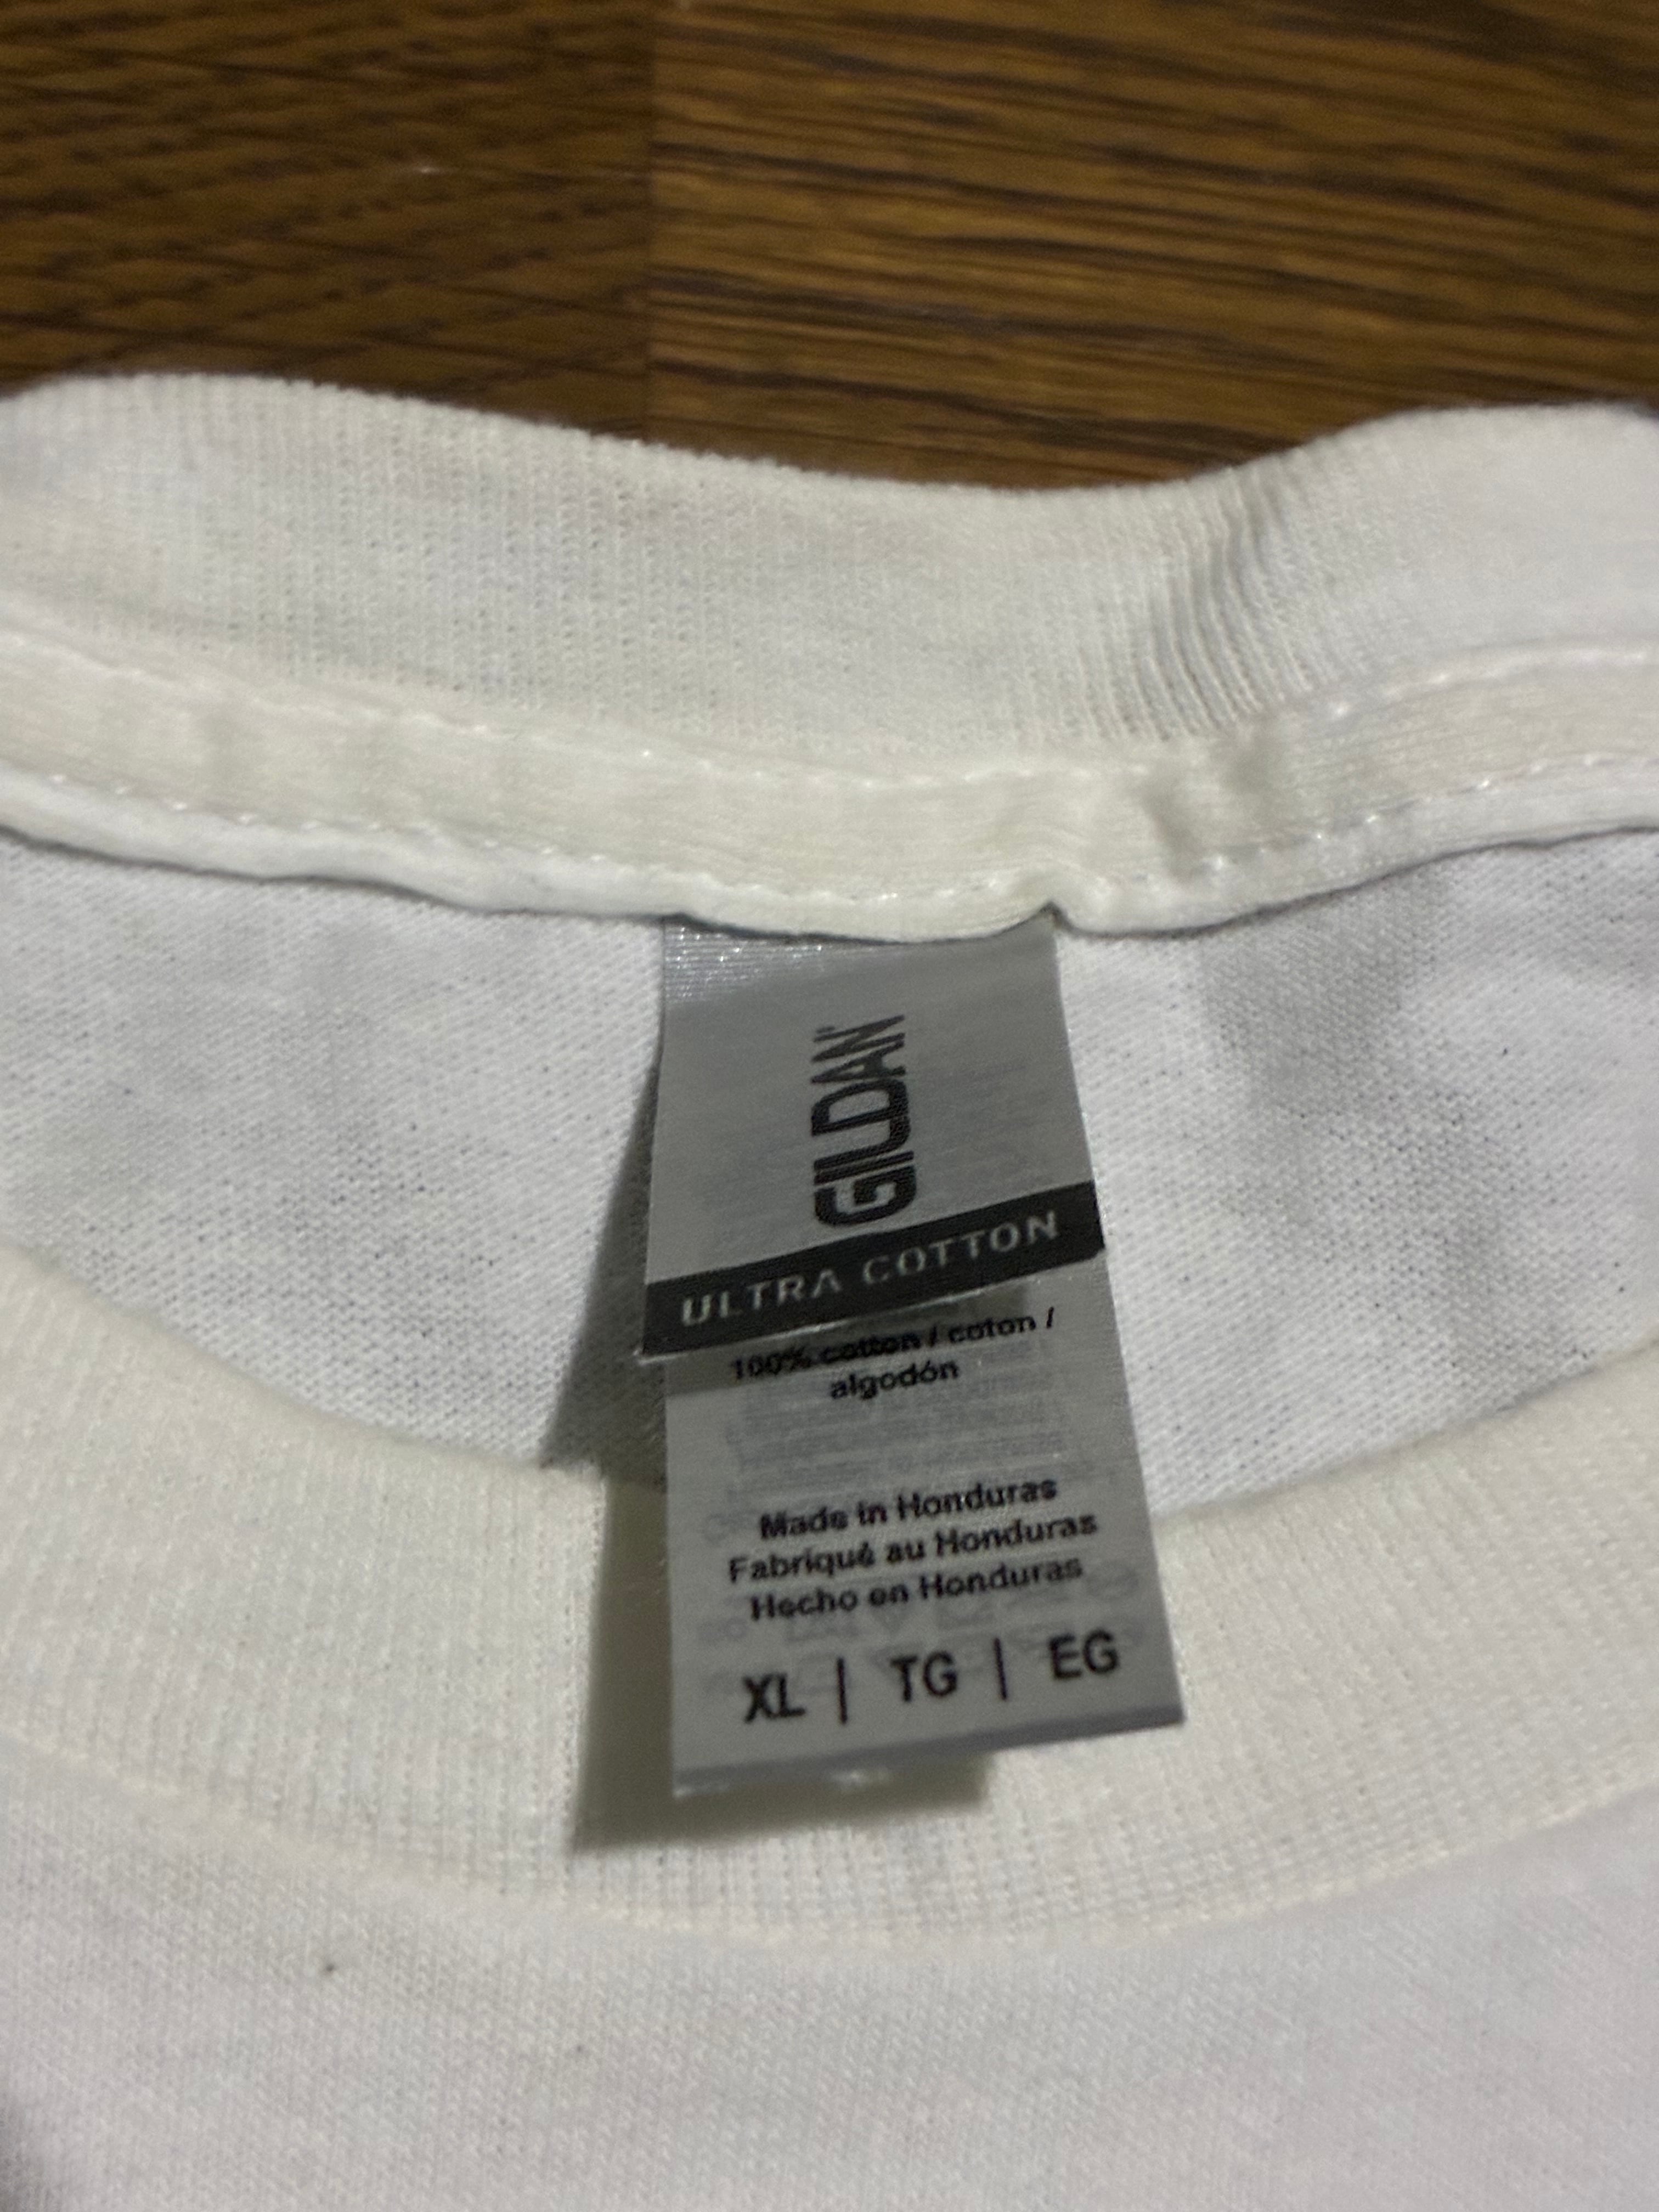 GILDAN
ULTRA COTTON
100% cotton / coton /
algodón
Made in Honduras
Fabriqué au Honduras
Hecho en Honduras
XL | TG | EG